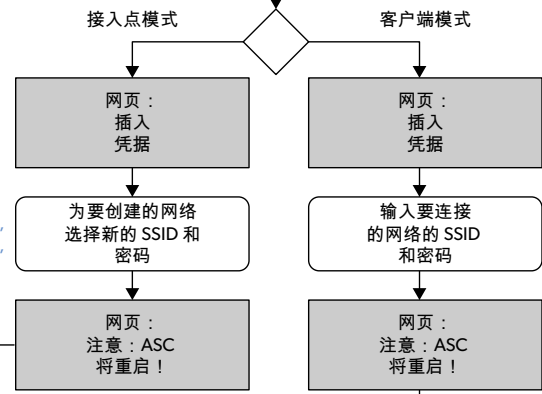 接入点模式
客户端模式
网页：
插入
凭据
网页：
插入
凭据
为要创建的网络
选择新的 SSID 和
密码
输入要连接
的网络的 SSID
和密码
网页：
注意：ASC
将重启！
网页：
注意：ASC
将重启！